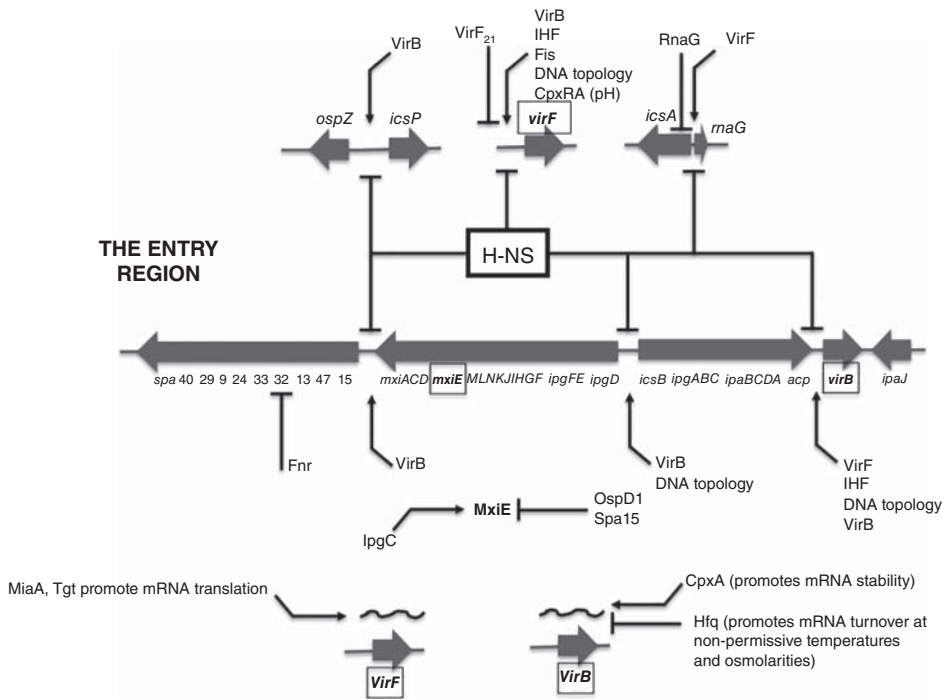 VirB
VirF21
VirB
IHF
Fis
DNA topology
CpxRA (pH)
RnaG
VirF
ospZ
icsP
virF
icsA
rnaG
THE ENTRY
REGION
H-NS
spa 40 29 9 24 33 32 13 47 15
mxiACD mxiE MLNKJIHGF ipgFE ipgD
icsB ipgABC ipaBCDA acp
virB
ipaJ
Fnr
VirB
VirB
DNA topology
VirF
IHF
DNA topology
VirB
IpgC
MxiE
OspD1
Spa15
MiaA, Tgt promote mRNA translation
CpxA (promotes mRNA stability)
Hfq (promotes mRNA turnover at
non-permissive temperatures
and osmolarities)
VirF
VirB